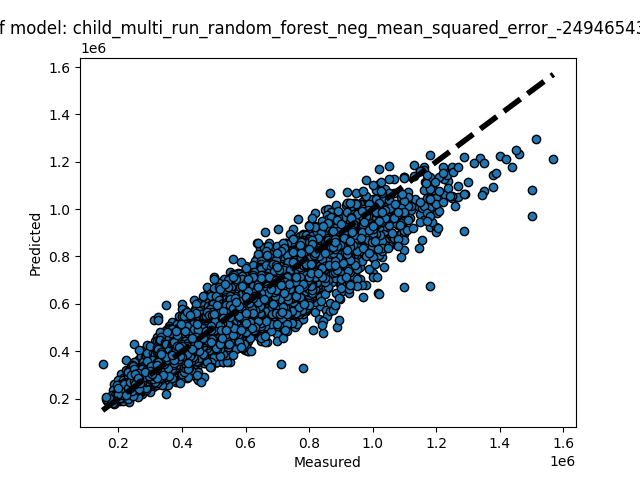 f model: child_multi_run_random_forest_neg_mean_squared_error_-24946543
1e6
1.6
1.4
1.2
1.0
0.8
0.6
0.4
0.2
Predicted
0.2 0.4 0.6 0.8 1.0 1.2 1.4 1.6
Measured
1e6